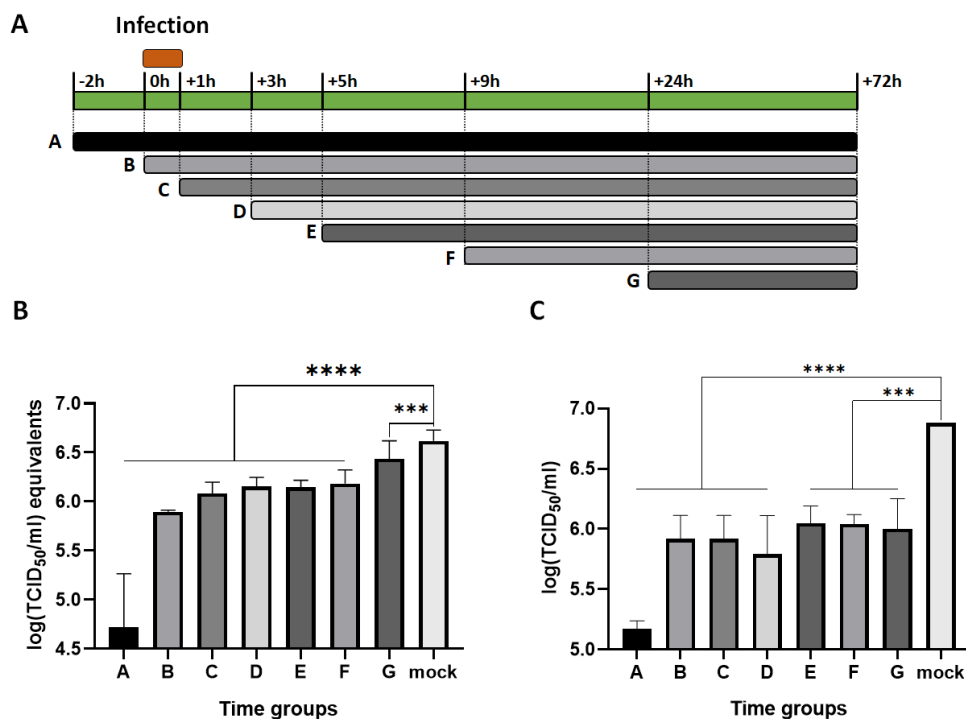 A
Infection
-2h 0h +1h +3h +5h +9h +24h +72h
A
B
C
D
E
F
G
B
****
***
7.0
6.5
6.0
5.5
5.0
4.5
log(TCID50/ml) equivalents
A B C D E F G mock
Time groups
C
****
***
7.0
6.5
6.0
5.5
5.0
log(TCID50/ml)
A B C D E F G mock
Time groups